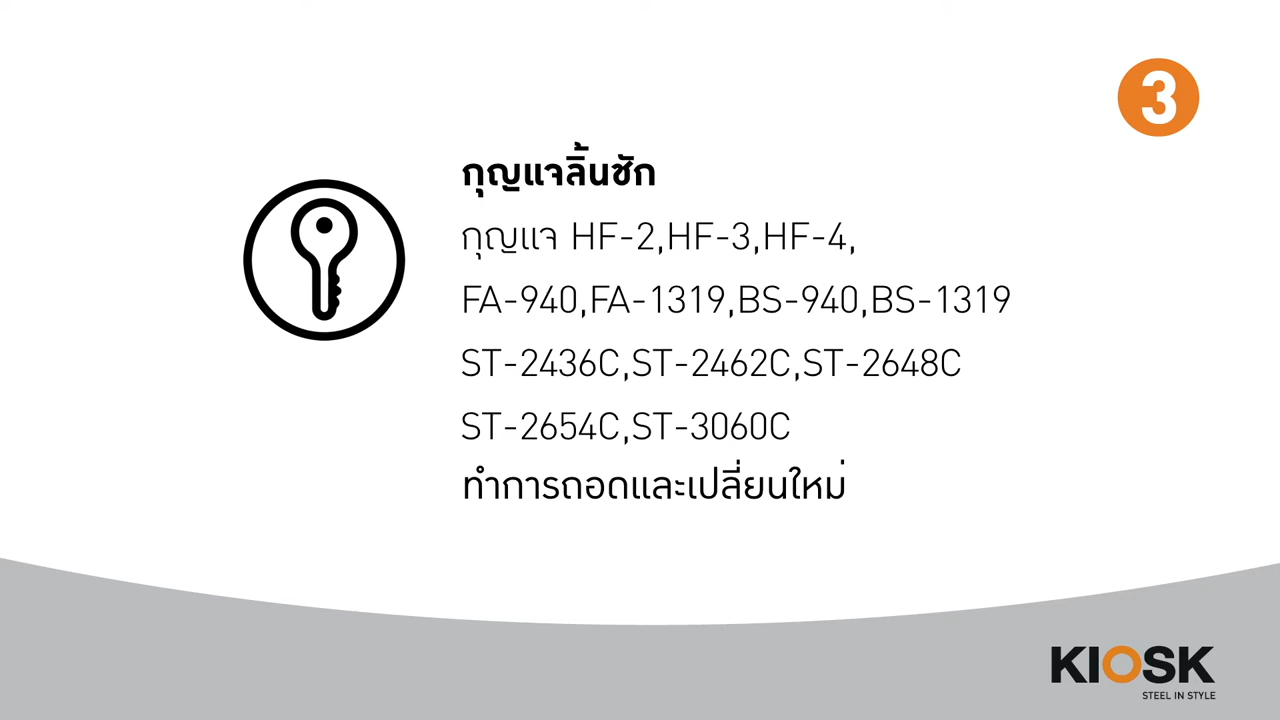 3
กุญแจลิ้นชัก
กุญแจ HF-2,HF-3,HF-4,
FA-940,FA-1319,BS-940,BS-1319
ST-2436C,ST-2462C,ST-2648C
ST-2654C,ST-3060C
ทำการถอดและเปลี่ยนใหม่
KIOSK
STEEL IN STYLE